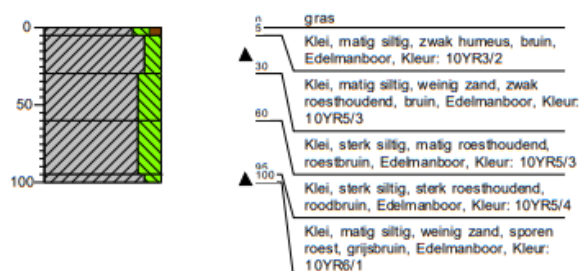 0
50
100
0
gras
5
Klei, matig siltig, zwak humeus, bruin,
Edelmanboor, Kleur: 10YR3/2
30
Klei, matig siltig, weinig zand, zwak
roesthoudend, bruin, Edelmanboor, Kleur:
10YR5/3
60
Klei, sterk siltig, matig roesthoudend,
roestbruin, Edelmanboor, Kleur: 10YR5/3
95
100
Klei, sterk siltig, sterk roesthoudend,
roodbruin, Edelmanboor, Kleur: 10YR5/4
Klei, matig siltig, weinig zand, sporen
roest, grijsbruin, Edelmanboor, Kleur:
10YR6/1